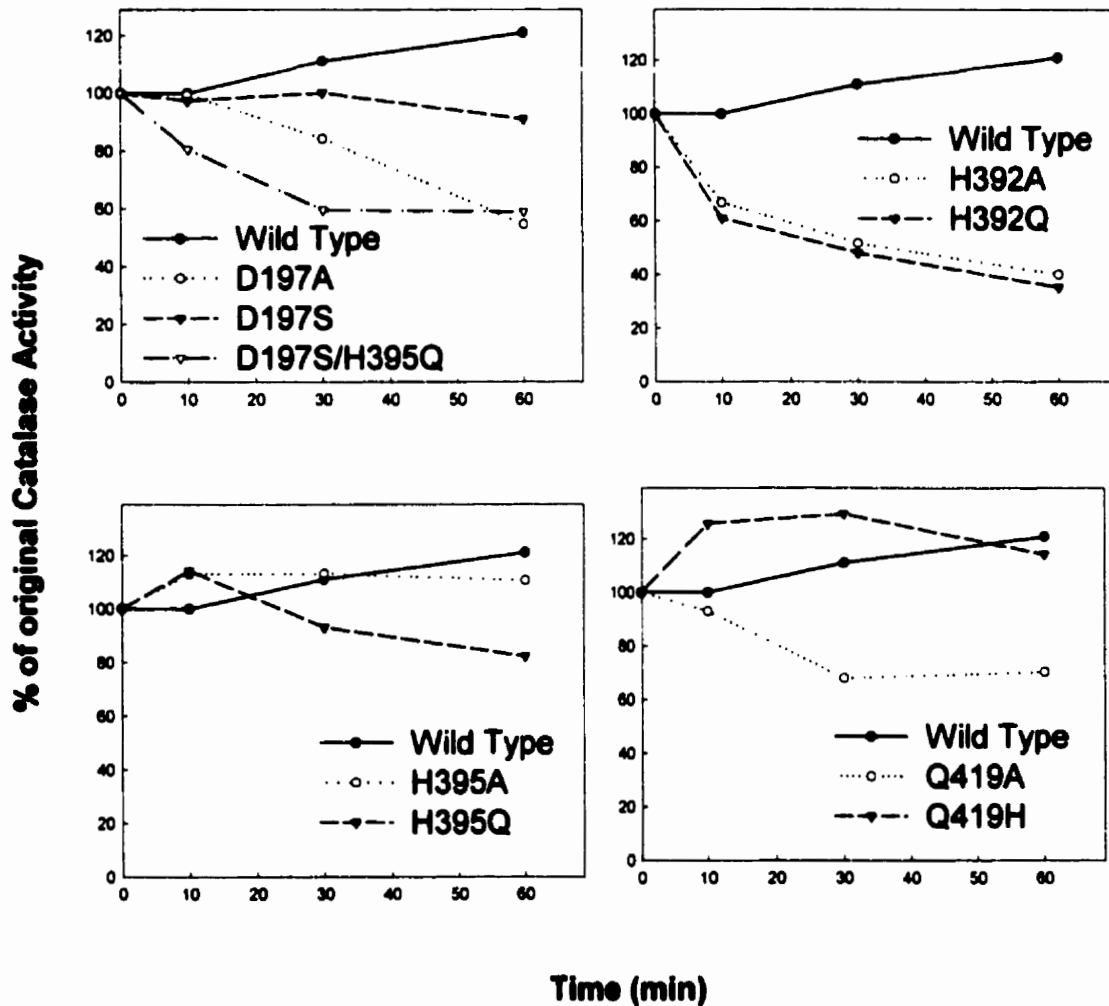 % of original Catalase Activity
120
100
80
60
40
20
0
0 10 20 30 40 50 60
Wild Type
D197A
D197S
D197S/H395Q
120
100
80
60
40
20
0
0 10 20 30 40 50 60
Wild Type
H392A
H392Q
120
100
80
60
40
20
0
0 10 20 30 40 50 60
Wild Type
H395A
H395Q
120
100
80
60
40
20
0
0 10 20 30 40 50 60
Wild Type
Q419A
Q419H
Time (min)